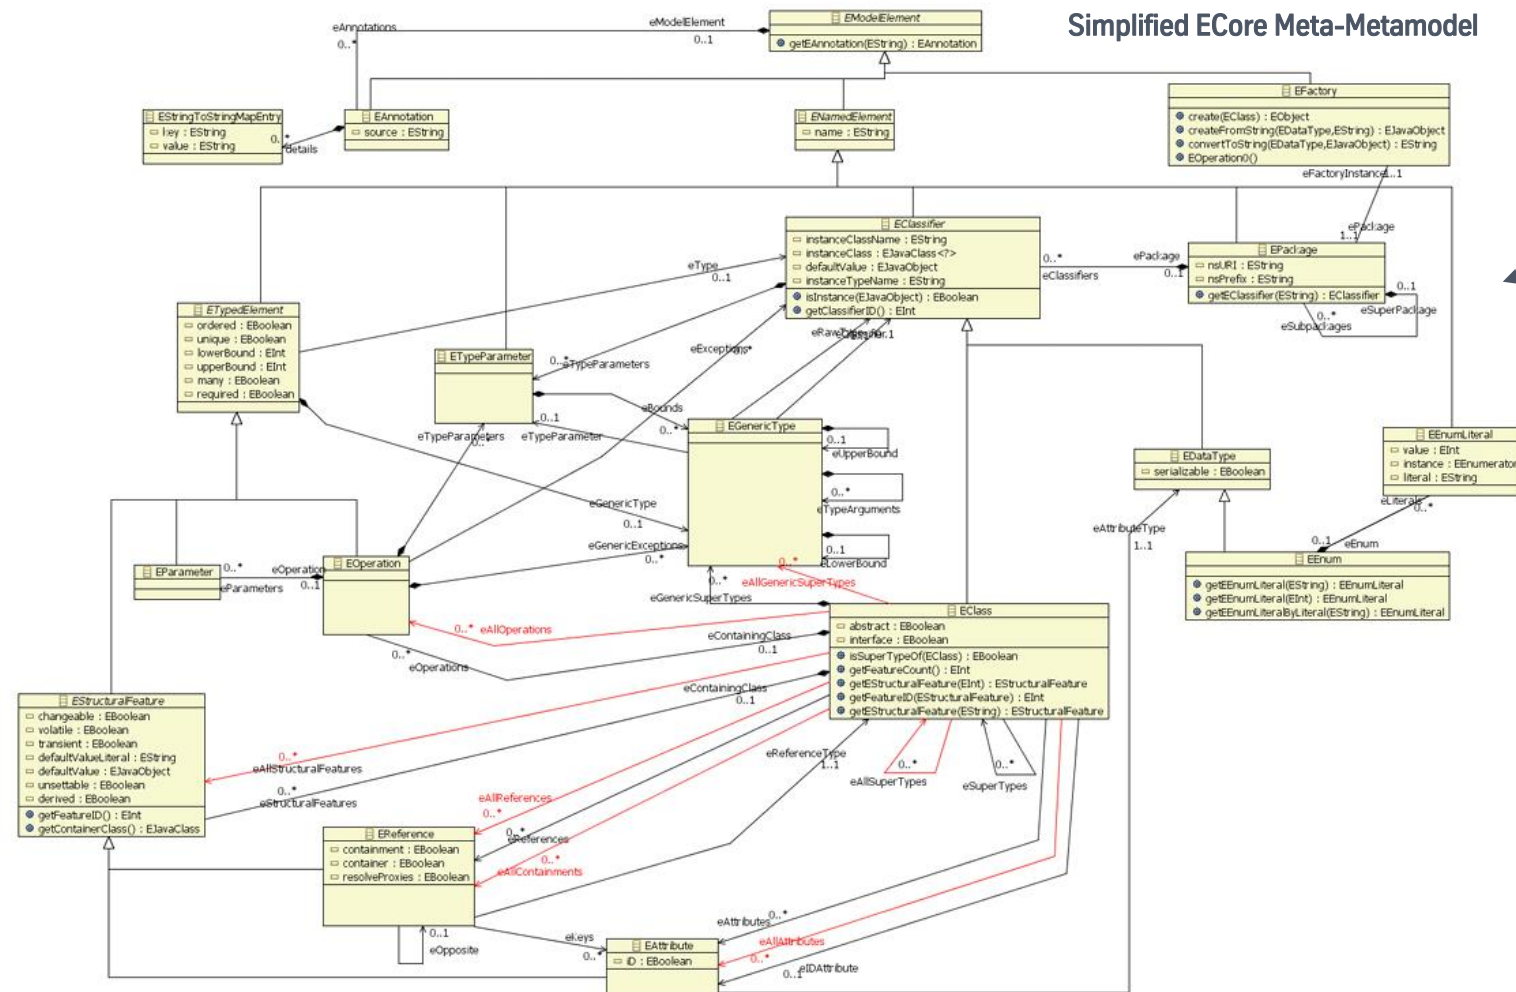 Simplified ECore Meta-Metamodel
EModelElement
getEAnnotation(EString) : EAnnotation
eAnnotations
0..*
eModelElement
0..1
EFactory
create(EClass) : EObject
createFromString(EDataType,EString) : EJavaObject
convertToString(EDataType,EJavaObject) : EString
EOperation0()
EStringToStringMapEntry
key : EString
value : EString
0..*
details
EAnnotation
source : EString
ENamedElement
name : EString
eFactoryInstance
1..1
ePackage
1..1
EClassifier
instanceClassName : EString
instanceClass : EJavaClass<?>
defaultValue : EJavaObject
instanceTypeName : EString
isInstance(EJavaObject) : EBoolean
getClassifierID() : EInt
0..*
eClassifiers
ePackage
0..1
EPackage
nsURI : EString
nsPrefix : EString
getEClassifier(EString) : EClassifier
0..1
eSuperPackage
0..*
eSubpackages
eType
0..1
ETypedElement
ordered : EBoolean
unique : EBoolean
lowerBound : EInt
upperBound : EInt
many : EBoolean
required : EBoolean
ETypeParameter
0..*
eTypeParameters
eExceptions
0..*
eBounds
0..*
0..1
eTypeParameter
eTypeParameters
0..*
EGenericType
0..1
eUpperBound
0..*
eTypeArguments
0..1
eLowerBound
EDataType
serializable : EBoolean
EEnumLiteral
value : EInt
instance : EEnumerator
literal : EString
eLiterals
0..*
0..1
eEnum
eAttributeType
1..1
EEnum
getEEnumLiteral(EString) : EEnumLiteral
getEEnumLiteral(EInt) : EEnumLiteral
getEEnumLiteralByLiteral(EString) : EEnumLiteral
eGenericType
0..1
eGenericExceptions
0..*
EParameter
0..*
eParameters
eOperation
0..1
EOperation
0..*
eGenericSuperTypes
0..*
eAllGenericSuperTypes
0..*
eAllOperations
0..*
eOperations
eContainingClass
0..1
EClass
abstract : EBoolean
interface : EBoolean
isSuperTypeOf(EClass) : EBoolean
getFeatureCount() : EInt
getEStructuralFeature(EInt) : EStructuralFeature
getFeatureID(EStructuralFeature) : EInt
getEStructuralFeature(EString) : EStructuralFeature
eContainingClass
0..1
EStructuralFeature
changeable : EBoolean
volatile : EBoolean
transient : EBoolean
defaultValueLiteral : EString
defaultValue : EJavaObject
unsettable : EBoolean
derived : EBoolean
getFeatureID() : EInt
getContainerClass() : EJavaClass
0..*
eAllStructuralFeatures
0..*
eStructuralFeatures
eReferenceType
1..1
0..*
eAllSuperTypes
0..*
eSuperTypes
eAllReferences
0..*
0..*
eReferences
0..*
eAllContainments
EReference
containment : EBoolean
container : EBoolean
resolveProxies : EBoolean
0..1
eOpposite
eKeys
0..*
EAttribute
iD : EBoolean
eAttributes
0..*
eAllAttributes
0..*
0..1
eIDAttribute